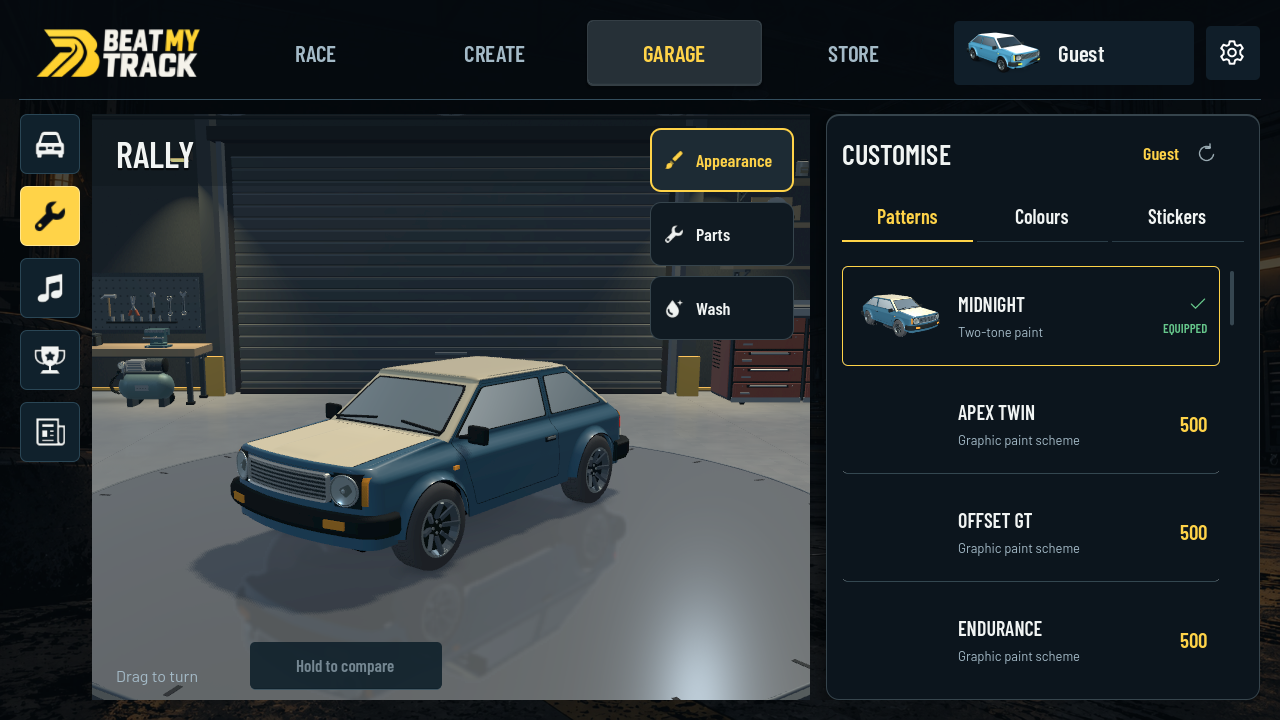 BEAT MY
TRACK
RACE
CREATE
GARAGE
STORE
Guest
RALLY
Appearance
Parts
Wash
Hold to compare
Drag to turn
CUSTOMISE
Guest
Patterns
Colours
Stickers
MIDNIGHT
Two-tone paint
EQUIPPED
APEX TWIN
Graphic paint scheme
500
OFFSET GT
Graphic paint scheme
500
ENDURANCE
Graphic paint scheme
500